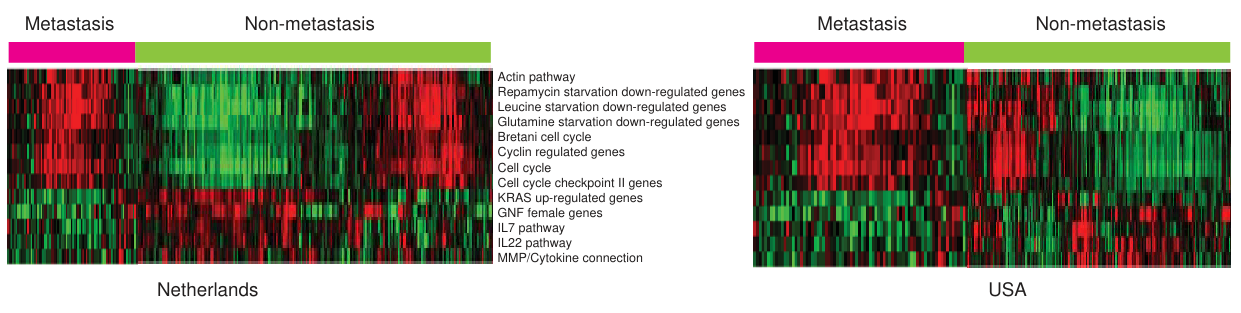 Metastasis
Non-metastasis
Metastasis
Non-metastasis
Actin pathway
Repamycin starvation down-regulated genes
Leucine starvation down-regulated genes
Glutamine starvation down-regulated genes
Bretani cell cycle
Cyclin regulated genes
Cell cycle
Cell cycle checkpoint II genes
KRAS up-regulated genes
GNF female genes
IL7 pathway
IL22 pathway
MMP/Cytokine connection
Netherlands
USA